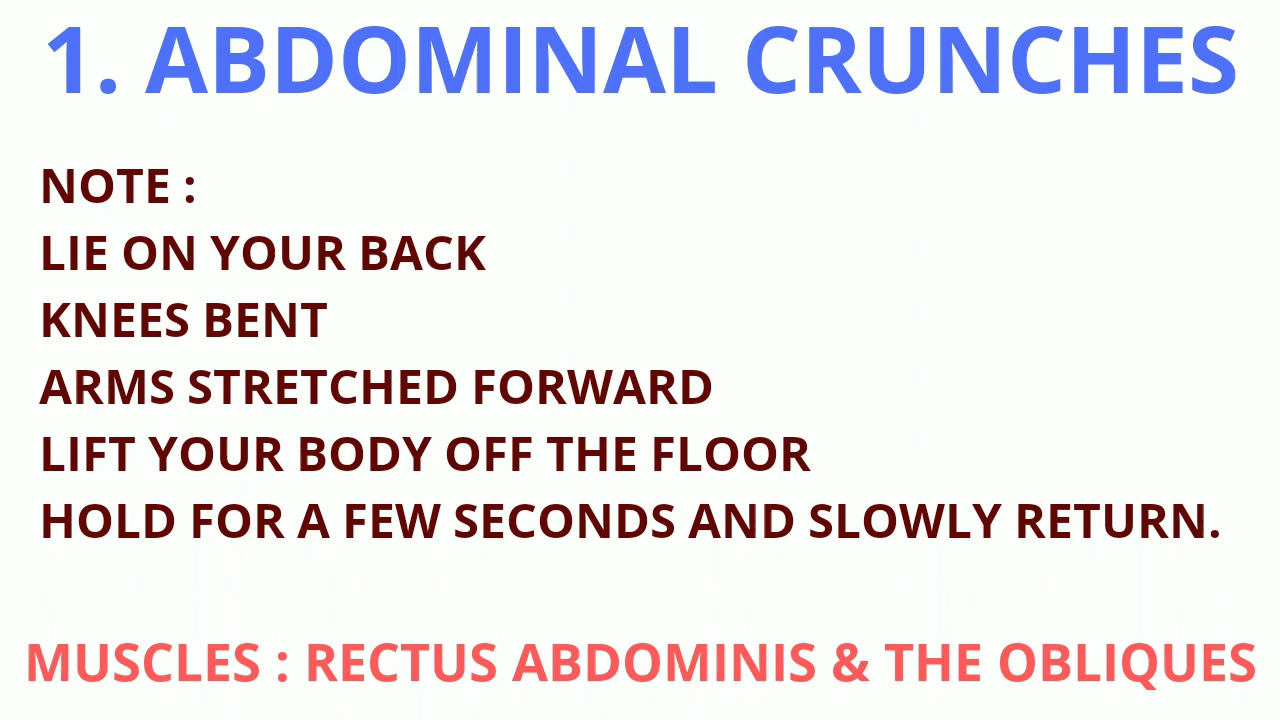 1. ABDOMINAL CRUNCHES
NOTE :
LIE ON YOUR BACK
KNEES BENT
ARMS STRETCHED FORWARD
LIFT YOUR BODY OFF THE FLOOR
HOLD FOR A FEW SECONDS AND SLOWLY RETURN.
MUSCLES : RECTUS ABDOMINIS & THE OBLIQUES